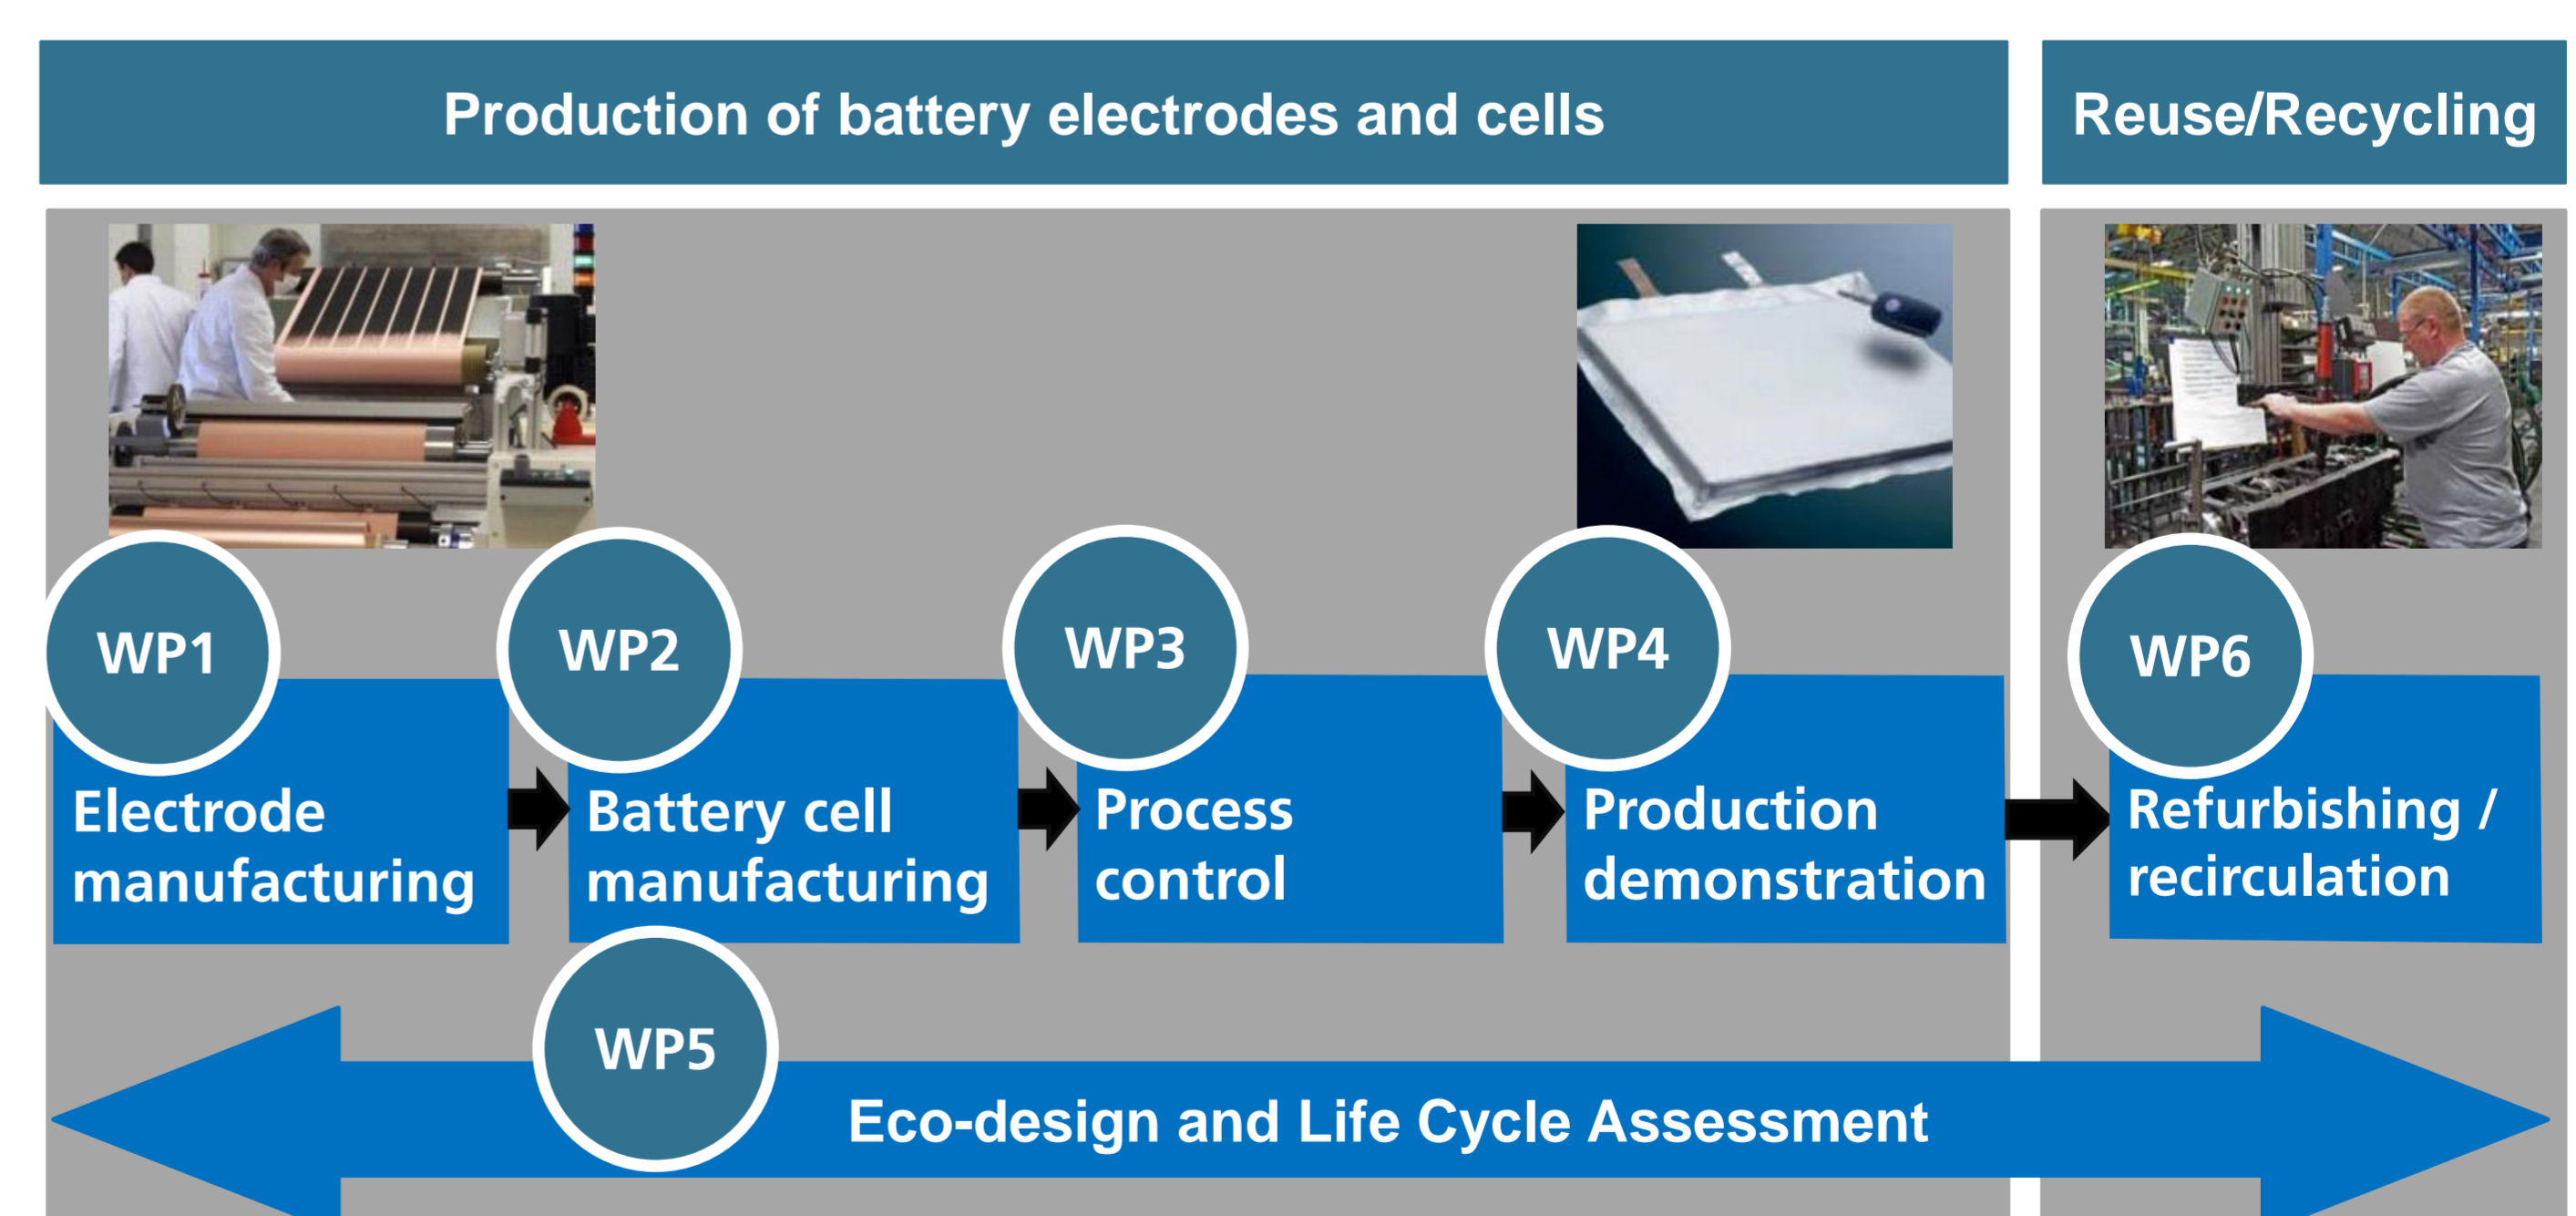 Production of battery electrodes and cells
Reuse/Recycling
WP1
Electrode
manufacturing
WP2
Battery cell
manufacturing
WP3
Process
control
WP4
Production
demonstration
WP6
Refurbishing /
recirculation
WP5
Eco-design and Life Cycle Assessment